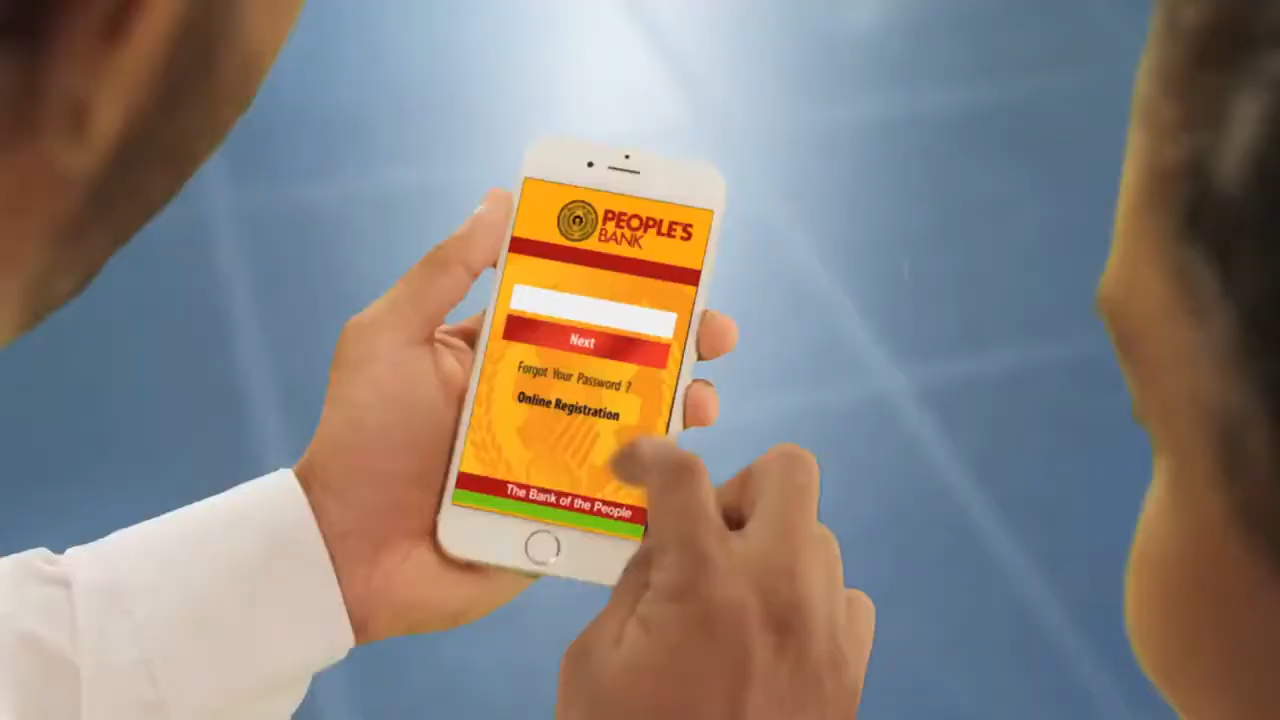 PEOPLE'S
BANK
Next
Forgot Your Password ?
Online Registration
The Bank of the People